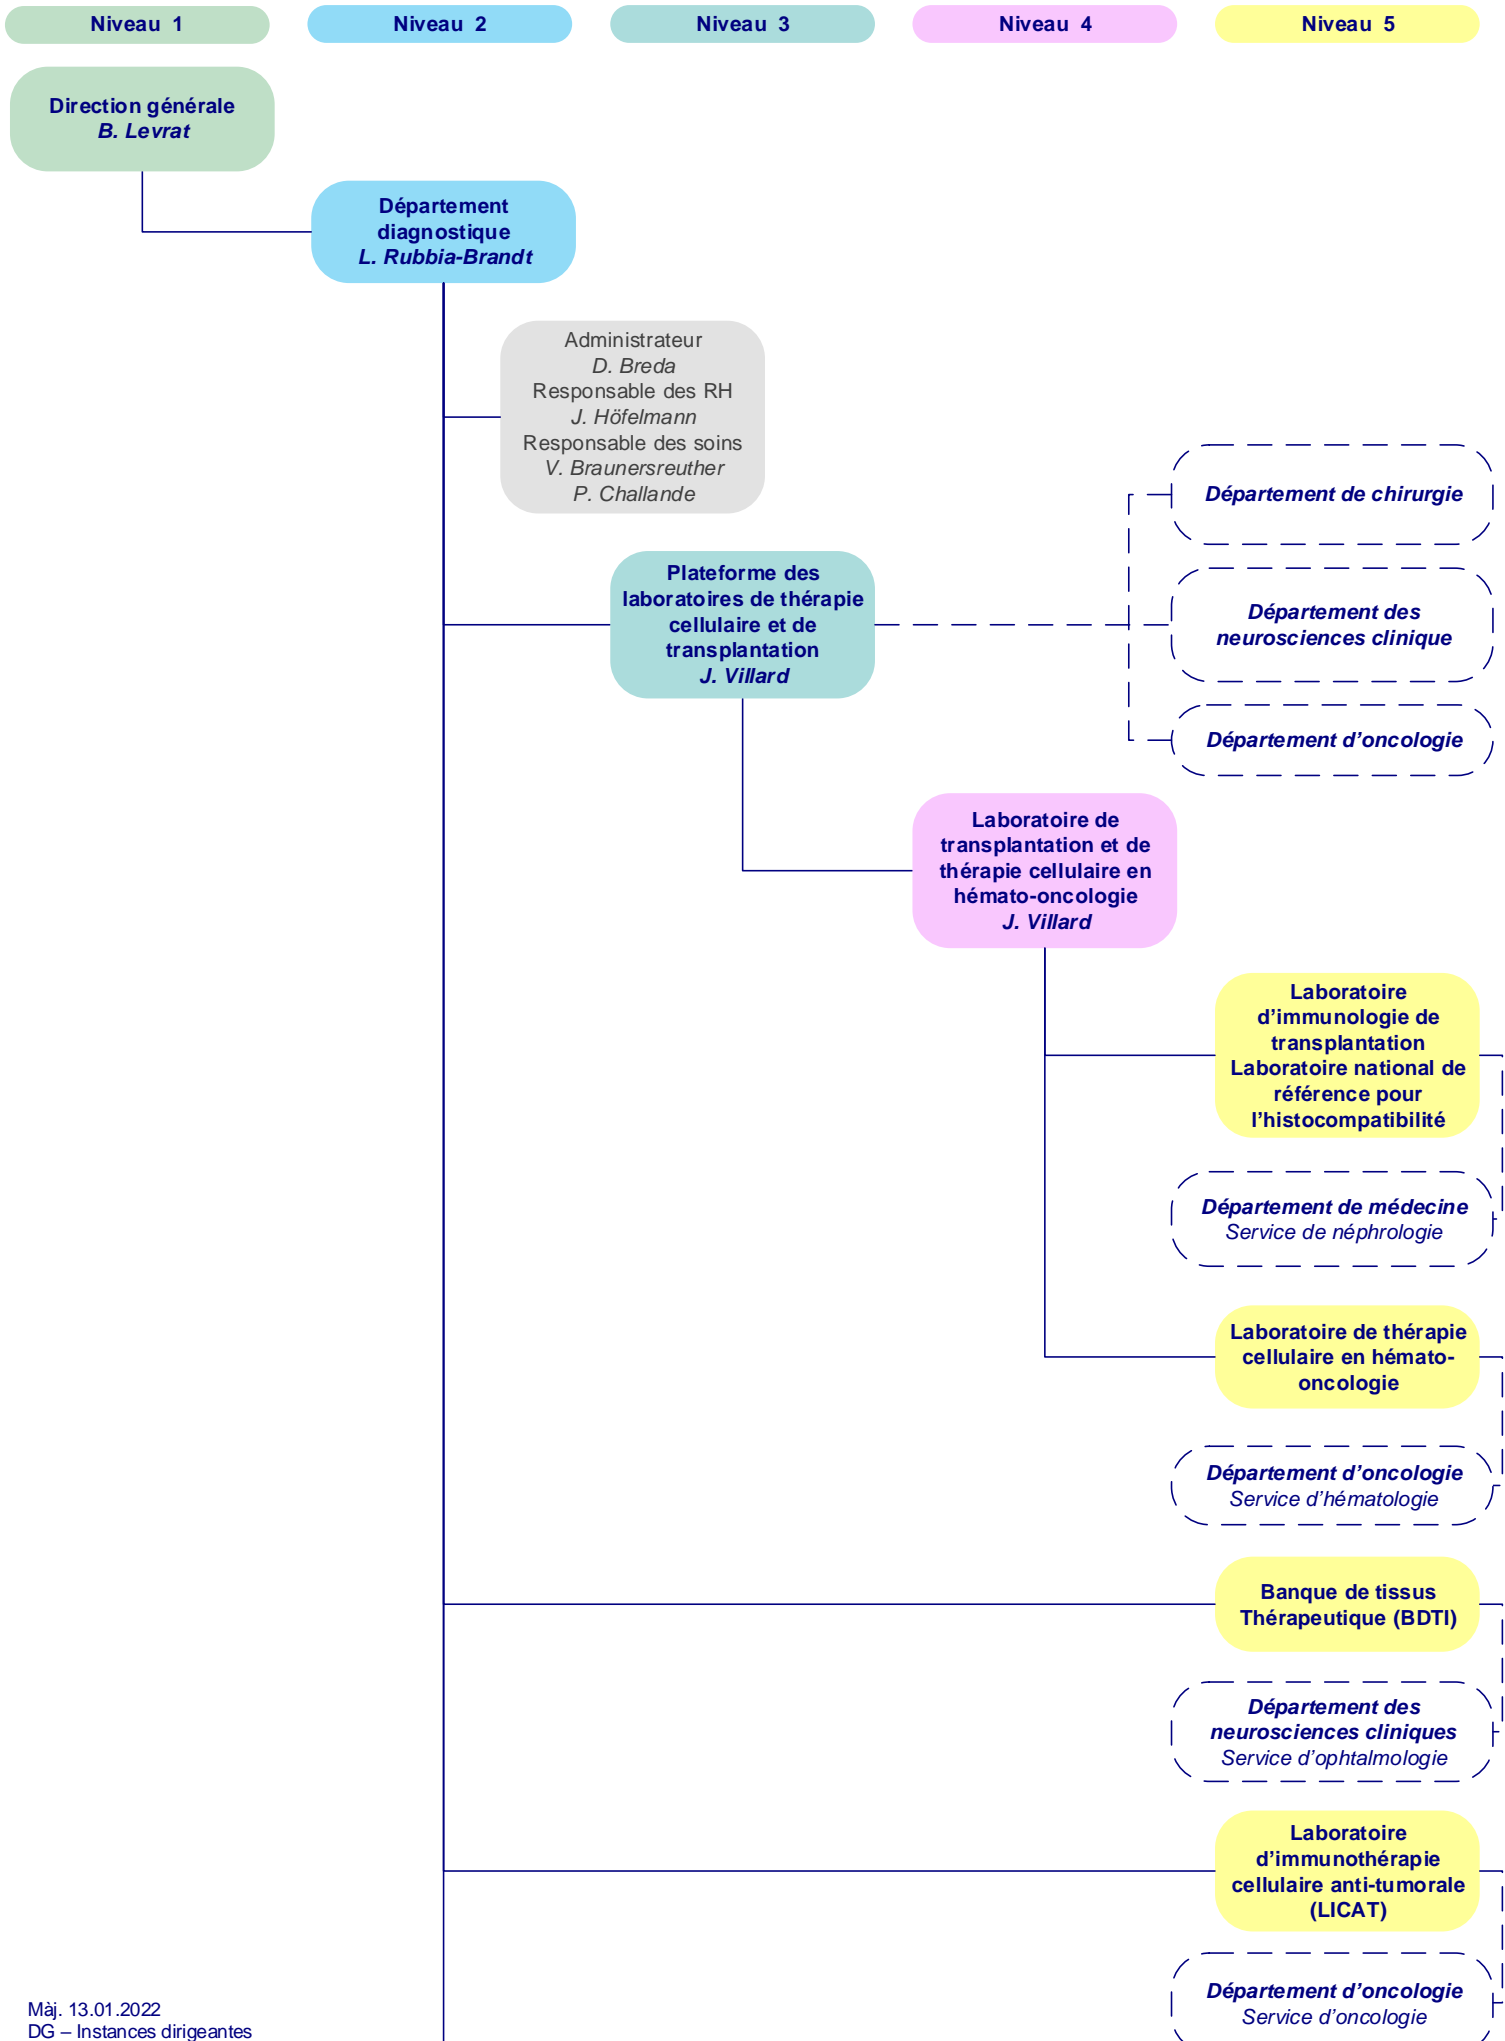 Niveau 1
Niveau 2
Niveau 3
Niveau 4
Niveau 5
Direction générale
B. Levrat
Département
diagnostique
L. Rubbia-Brandt
Administrateur
D. Breda
Responsable des RH
J. Höfelmann
Responsable des soins
V. Braunersreuther
P. Challande
Département de chirurgie
Plateforme des
laboratoires de thérapie
cellulaire et de
transplantation
J. Villard
Département des
neurosciences clinique
Département d’oncologie
Laboratoire de
transplantation et de
thérapie cellulaire en
hémato-oncologie
J. Villard
Laboratoire
d’immunologie de
transplantation
Laboratoire national de
référence pour
l’histocompatibilité
Département de médecine
Service de néphrologie
Laboratoire de thérapie
cellulaire en hémato-
oncologie
Département d’oncologie
Service d’hématologie
Banque de tissus
Thérapeutique (BDTI)
Département des
neurosciences cliniques
Service d’ophtalmologie
Laboratoire
d’immunothérapie
cellulaire anti-tumorale
(LICAT)
Département d’oncologie
Service d’oncologie
Màj. 13.01.2022
DG – Instances dirigeantes